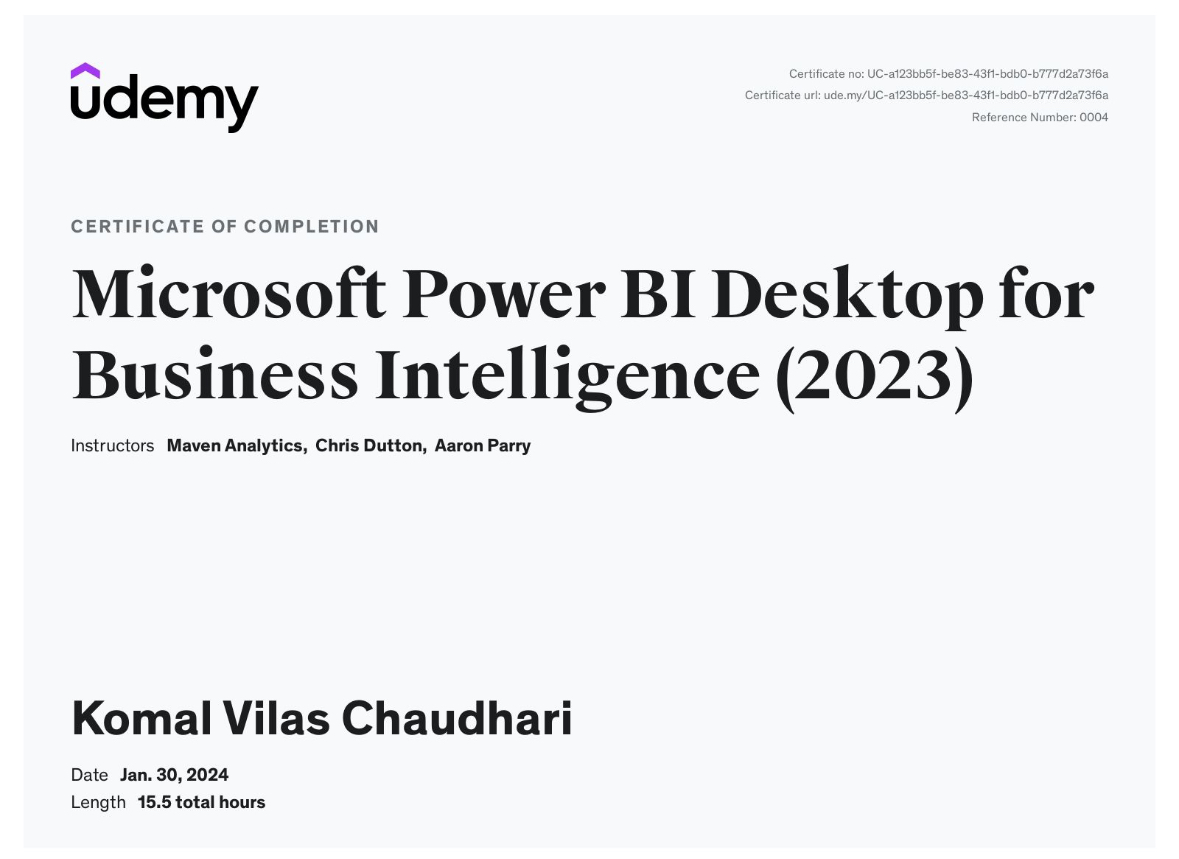 udemy
Certificate no: UC-a123bb5f-be83-43f1-bdb0-b777d2a73f6a
Certificate url: ude.my/UC-a123bb5f-be83-43f1-bdb0-b777d2a73f6a
Reference Number: 0004
CERTIFICATE OF COMPLETION
Microsoft Power BI Desktop for
Business Intelligence (2023)
Instructors Maven Analytics, Chris Dutton, Aaron Parry
Komal Vilas Chaudhari
Date Jan. 30, 2024
Length 15.5 total hours